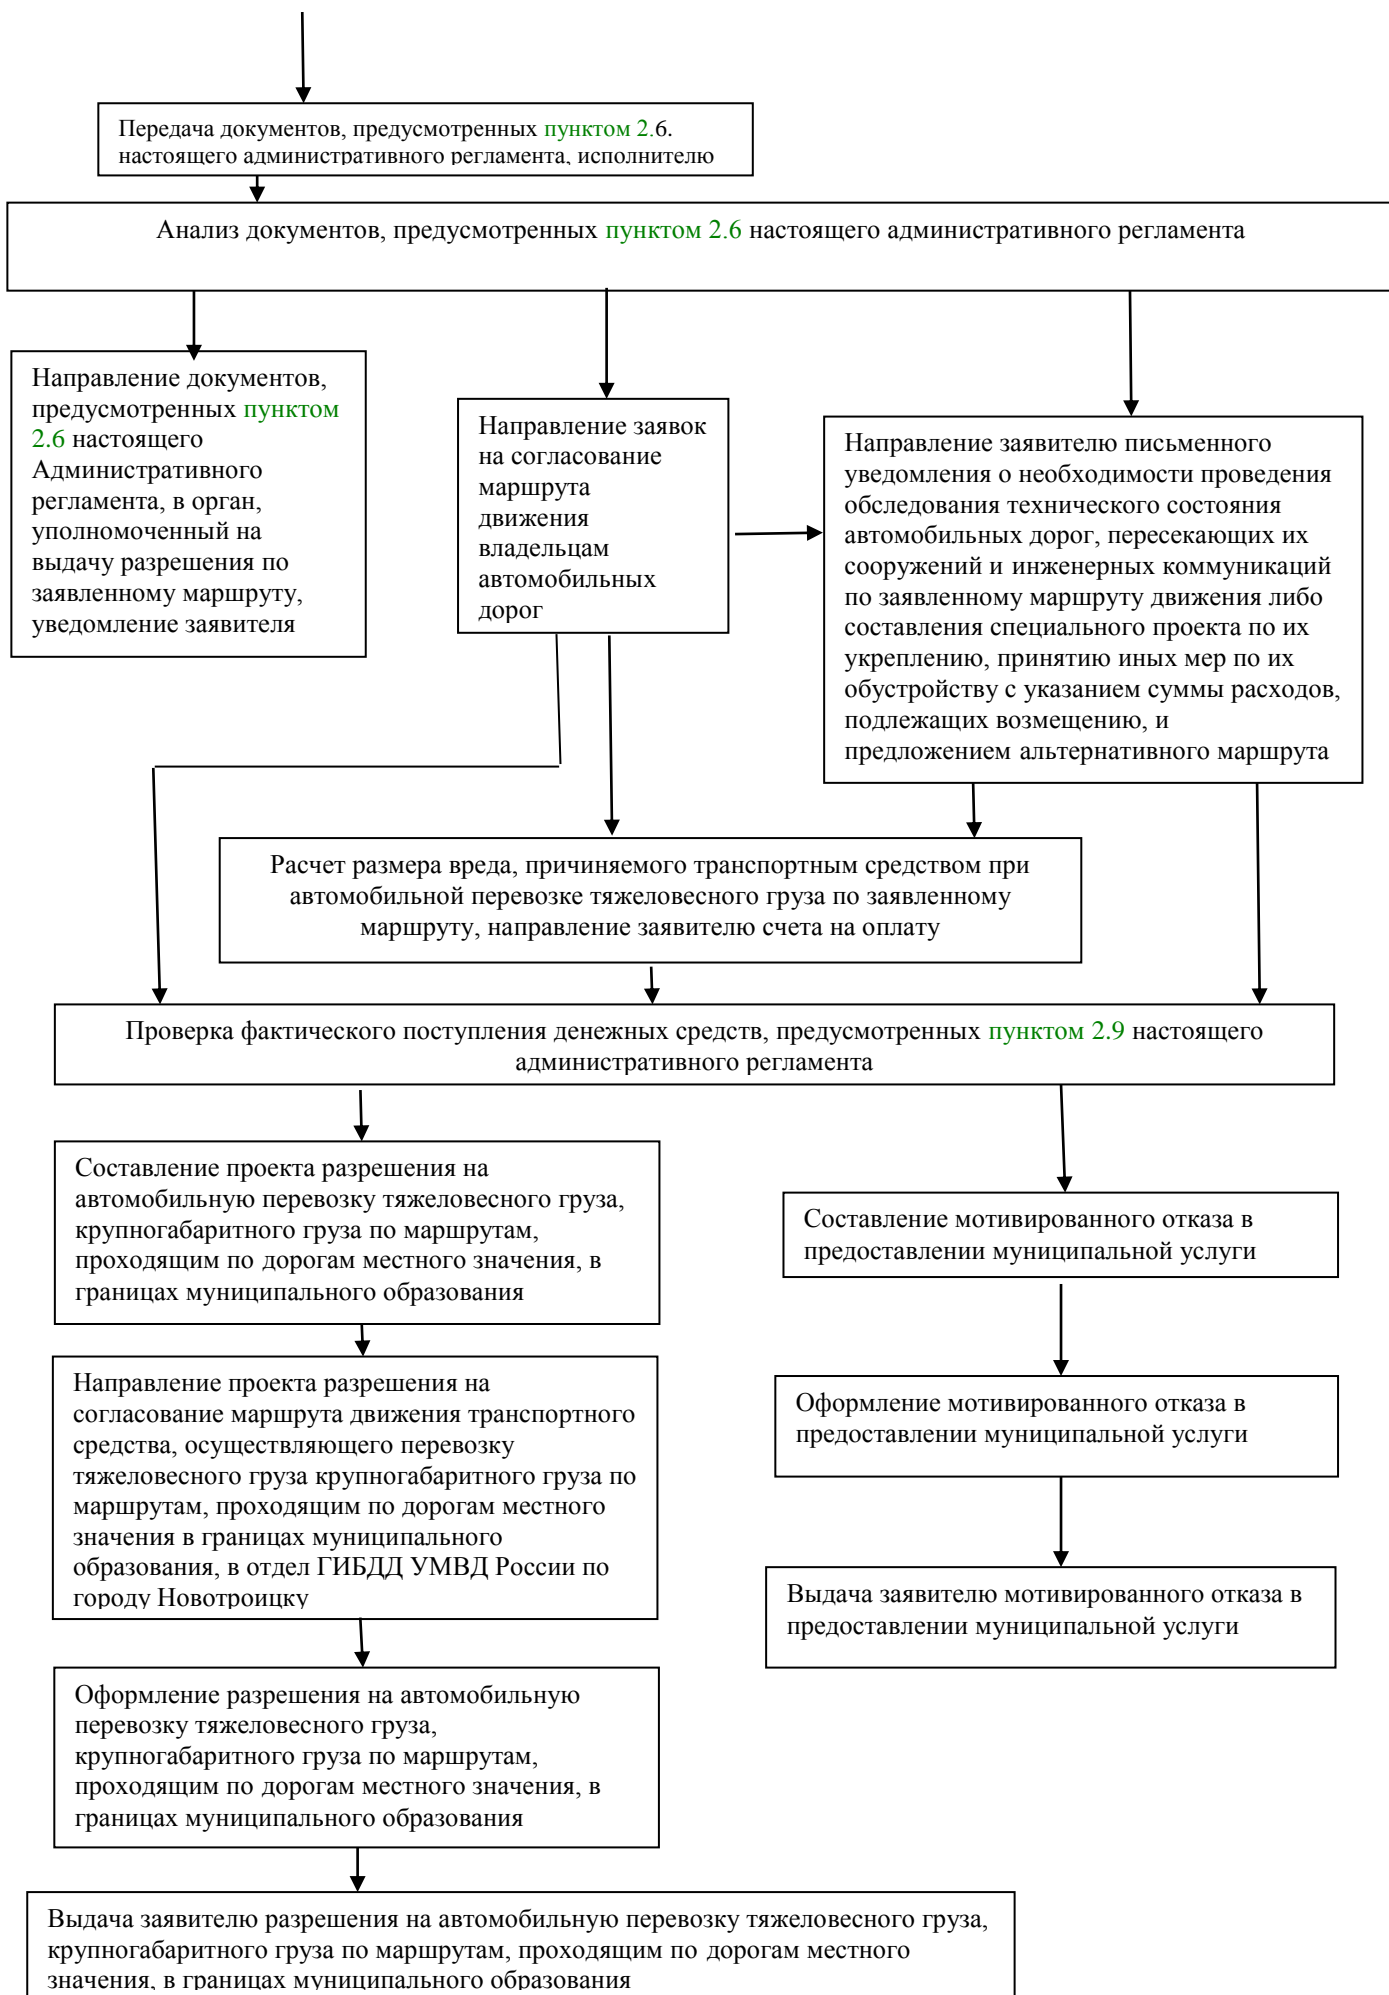 Передача документов, предусмотренных пунктом 2.6.
настоящего административного регламента, исполнителю
Анализ документов, предусмотренных пунктом 2.6 настоящего административного регламента
Направление документов,
предусмотренных пунктом
2.6 настоящего
Административного
регламента, в орган,
уполномоченный на
выдачу разрешения по
заявленному маршруту,
уведомление заявителя
Направление заявок
на согласование
маршрута
движения
владельцам
автомобильных
дорог
Направление заявителю письменного
уведомления о необходимости проведения
обследования технического состояния
автомобильных дорог, пересекающих их
сооружений и инженерных коммуникаций
по заявленному маршруту движения либо
составления специального проекта по их
укреплению, принятию иных мер по их
обустройству с указанием суммы расходов,
подлежащих возмещению, и
предложением альтернативного маршрута
Расчет размера вреда, причиняемого транспортным средством при
автомобильной перевозке тяжеловесного груза по заявленному
маршруту, направление заявителю счета на оплату
Проверка фактического поступления денежных средств, предусмотренных пунктом 2.9 настоящего
административного регламента
Составление проекта разрешения на
автомобильную перевозку тяжеловесного груза,
крупногабаритного груза по маршрутам,
проходящим по дорогам местного значения, в
границах муниципального образования
Направление проекта разрешения на
согласование маршрута движения транспортного
средства, осуществляющего перевозку
тяжеловесного груза крупногабаритного груза по
маршрутам, проходящим по дорогам местного
значения в границах муниципального
образования, в отдел ГИБДД УМВД России по
городу Новотроицку
Оформление разрешения на автомобильную
перевозку тяжеловесного груза,
крупногабаритного груза по маршрутам,
проходящим по дорогам местного значения, в
границах муниципального образования
Выдача заявителю разрешения на автомобильную перевозку тяжеловесного груза,
крупногабаритного груза по маршрутам, проходящим по дорогам местного
значения, в границах муниципального образования
Составление мотивированного отказа в
предоставлении муниципальной услуги
Оформление мотивированного отказа в
предоставлении муниципальной услуги
Выдача заявителю мотивированного отказа в
предоставлении муниципальной услуги